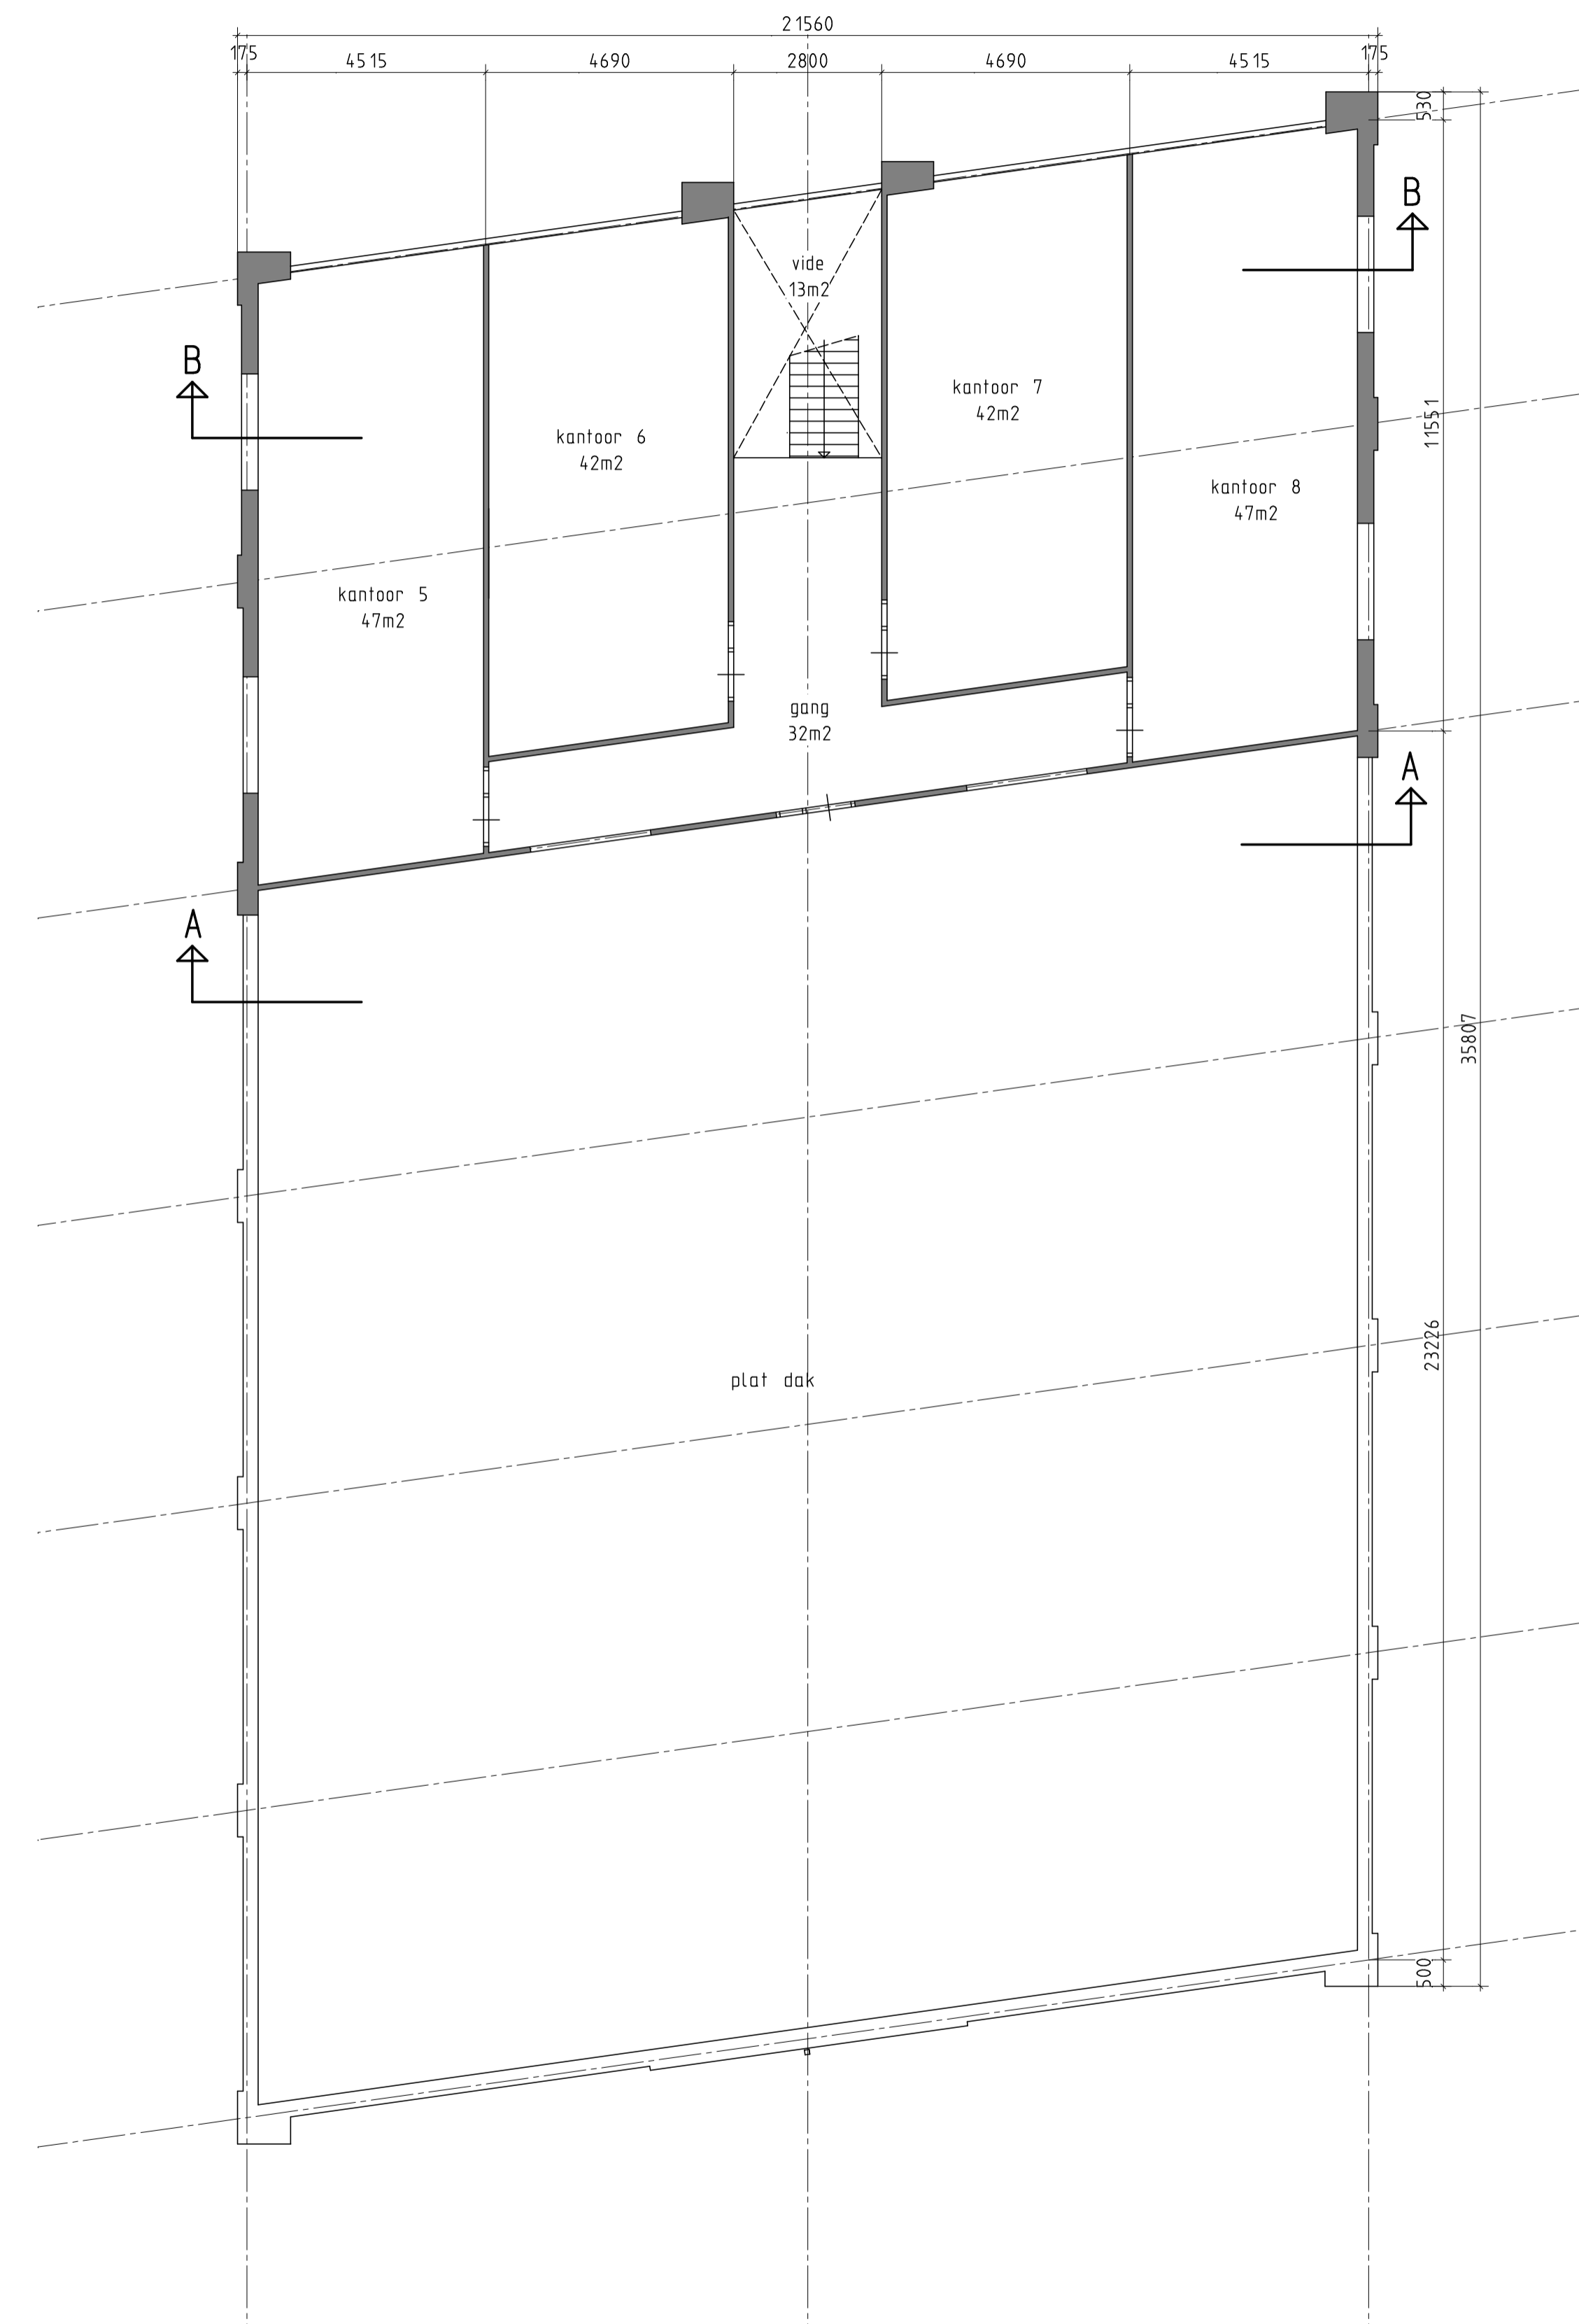 21560
175
4515
4690
2800
4690
4515
175
530
B
B
vide
13m2
kantoor 7
42m2
11551
kantoor 6
42m2
kantoor 8
47m2
kantoor 5
47m2
gang
32m2
A
A
35807
23226
plat dak
500